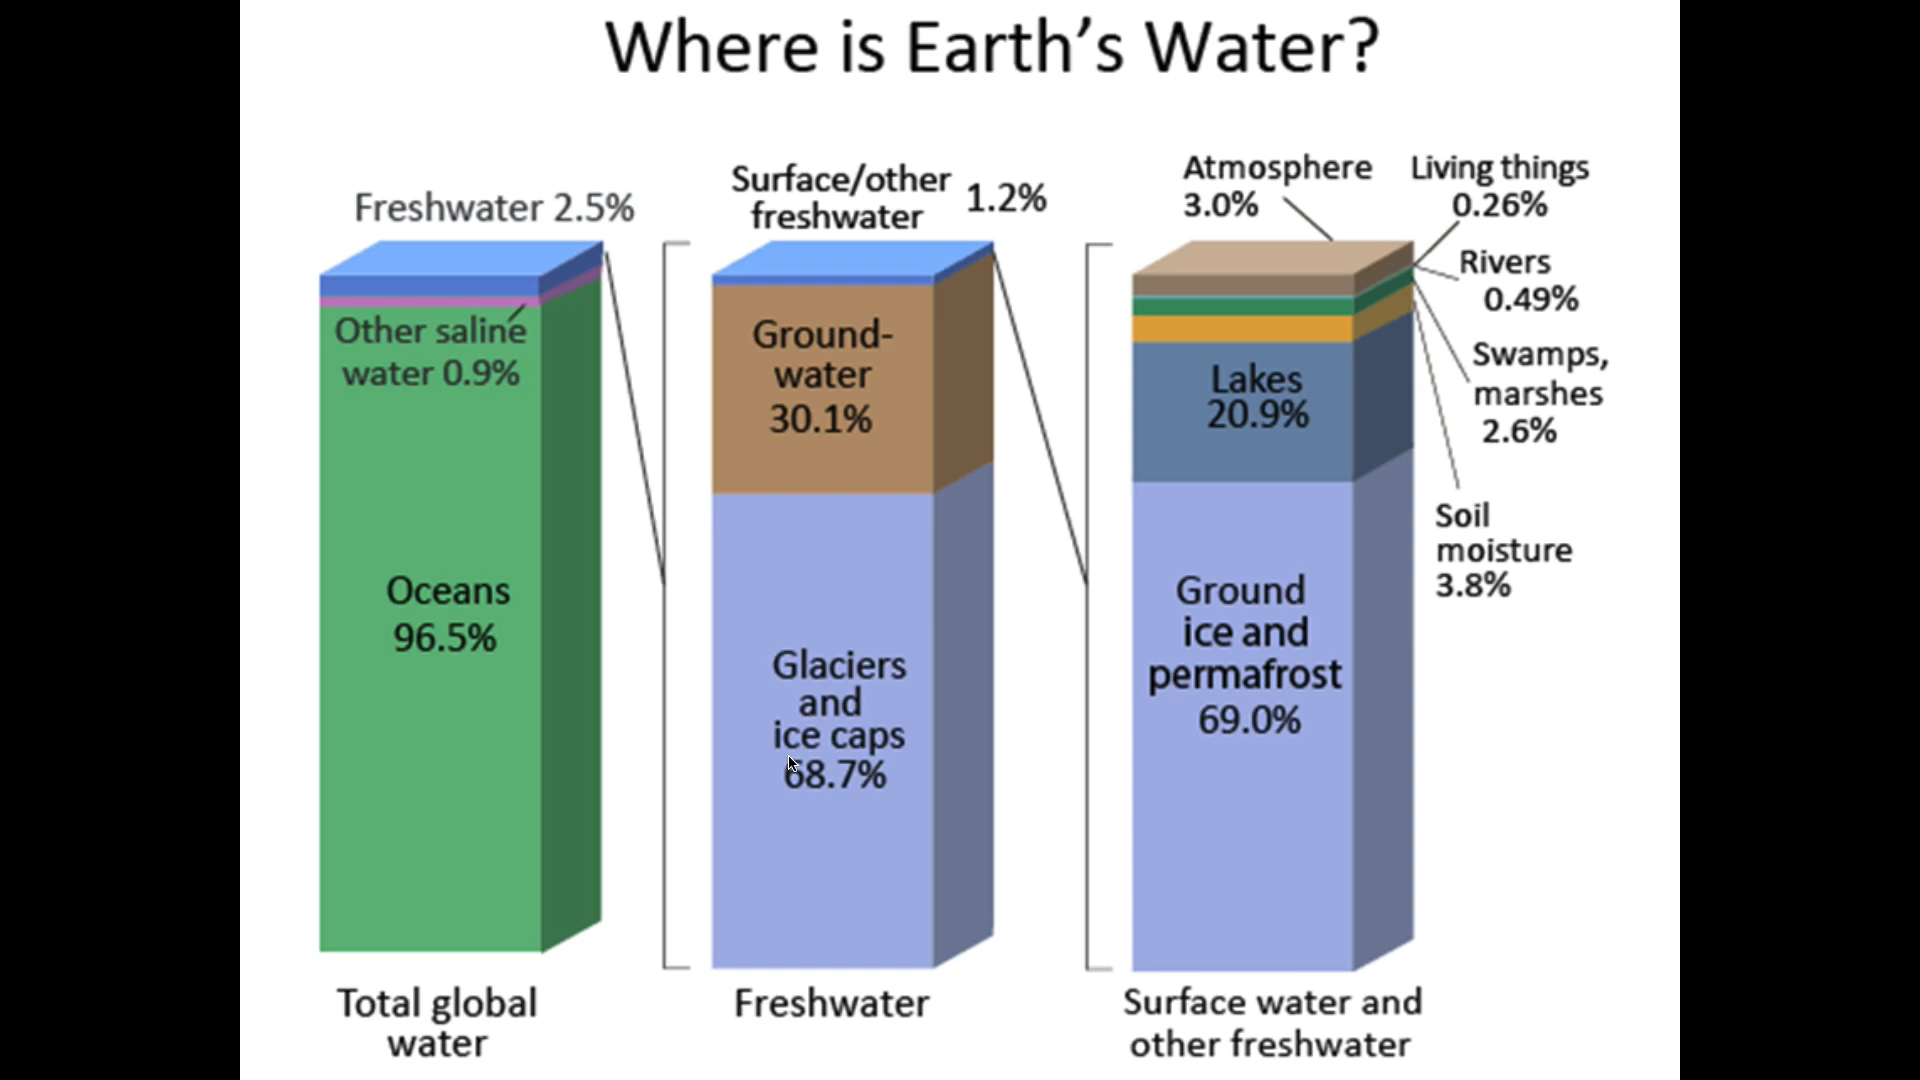 Where is Earth's Water?
Freshwater 2.5%
Other saline
water 0.9%
Oceans
96.5%
Total global
water
Surface/other
freshwater
1.2%
Ground-
water
30.1%
Glaciers
and
ice caps
68.7%
Freshwater
Atmosphere
3.0%
Living things
0.26%
Rivers
0.49%
Swamps,
marshes
2.6%
Soil
moisture
3.8%
Lakes
20.9%
Ground
ice and
permafrost
69.0%
Surface water and
other freshwater